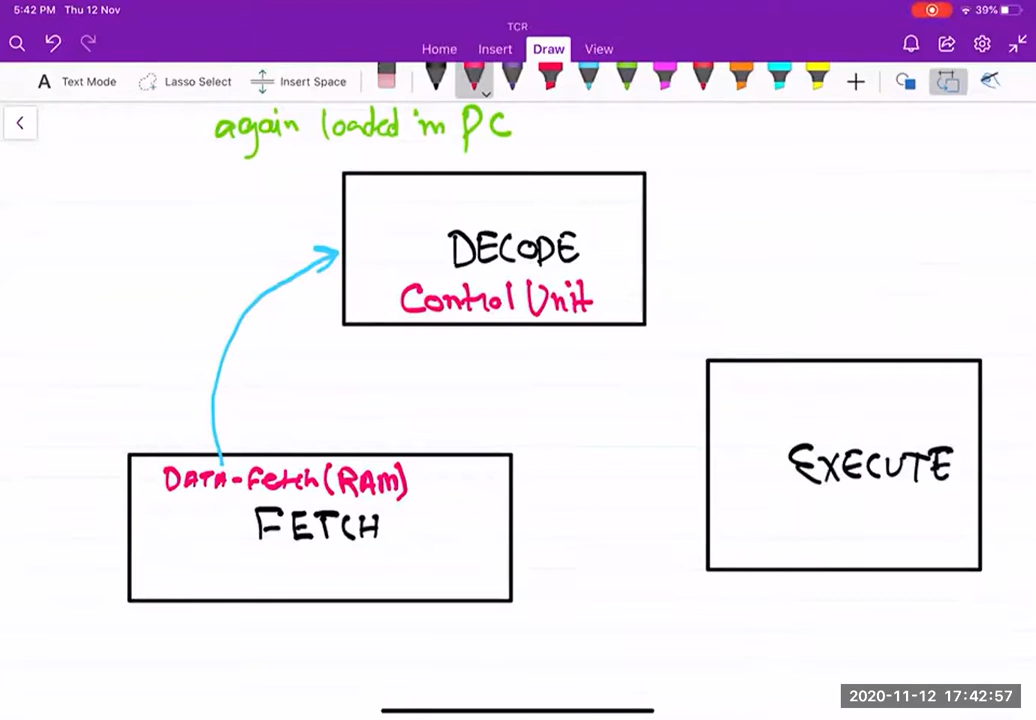 5:42 PM Thu 12 Nov
39%
TCR
Home Insert Draw View
A Text Mode Lasso Select Insert Space
again loaded in PC
DECODE
Control Unit
EXECUTE
DATA-Fetch(RAM)
FETCH
2020-11-12 17:42:57